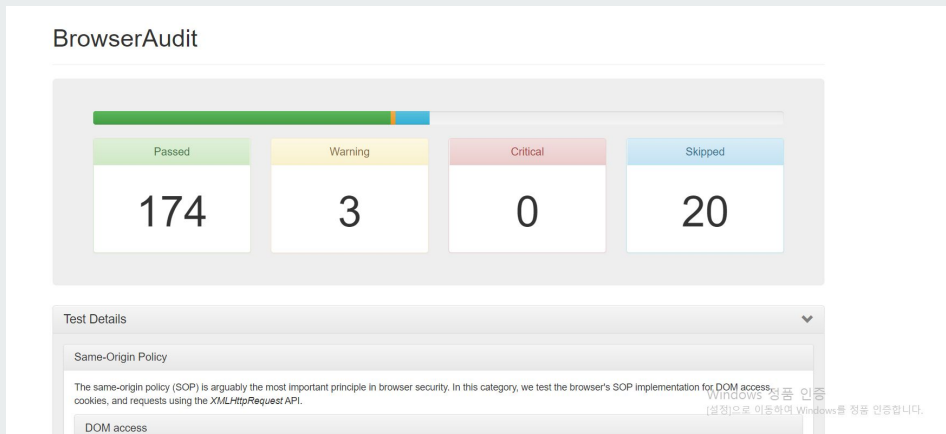 BrowserAudit
Passed
Warning
Critical
Skipped
174
3
0
20
Test Details
Same-Origin Policy
The same-origin policy (SOP) is arguably the most important principle in browser security. In this category, we test the browser's SOP implementation for DOM access,
cookies, and requests using the XMLHttpRequest API.
Windows 정품 인증
[설정]으로 이동하여 Windows를 정품 인증합니다.
DOM access